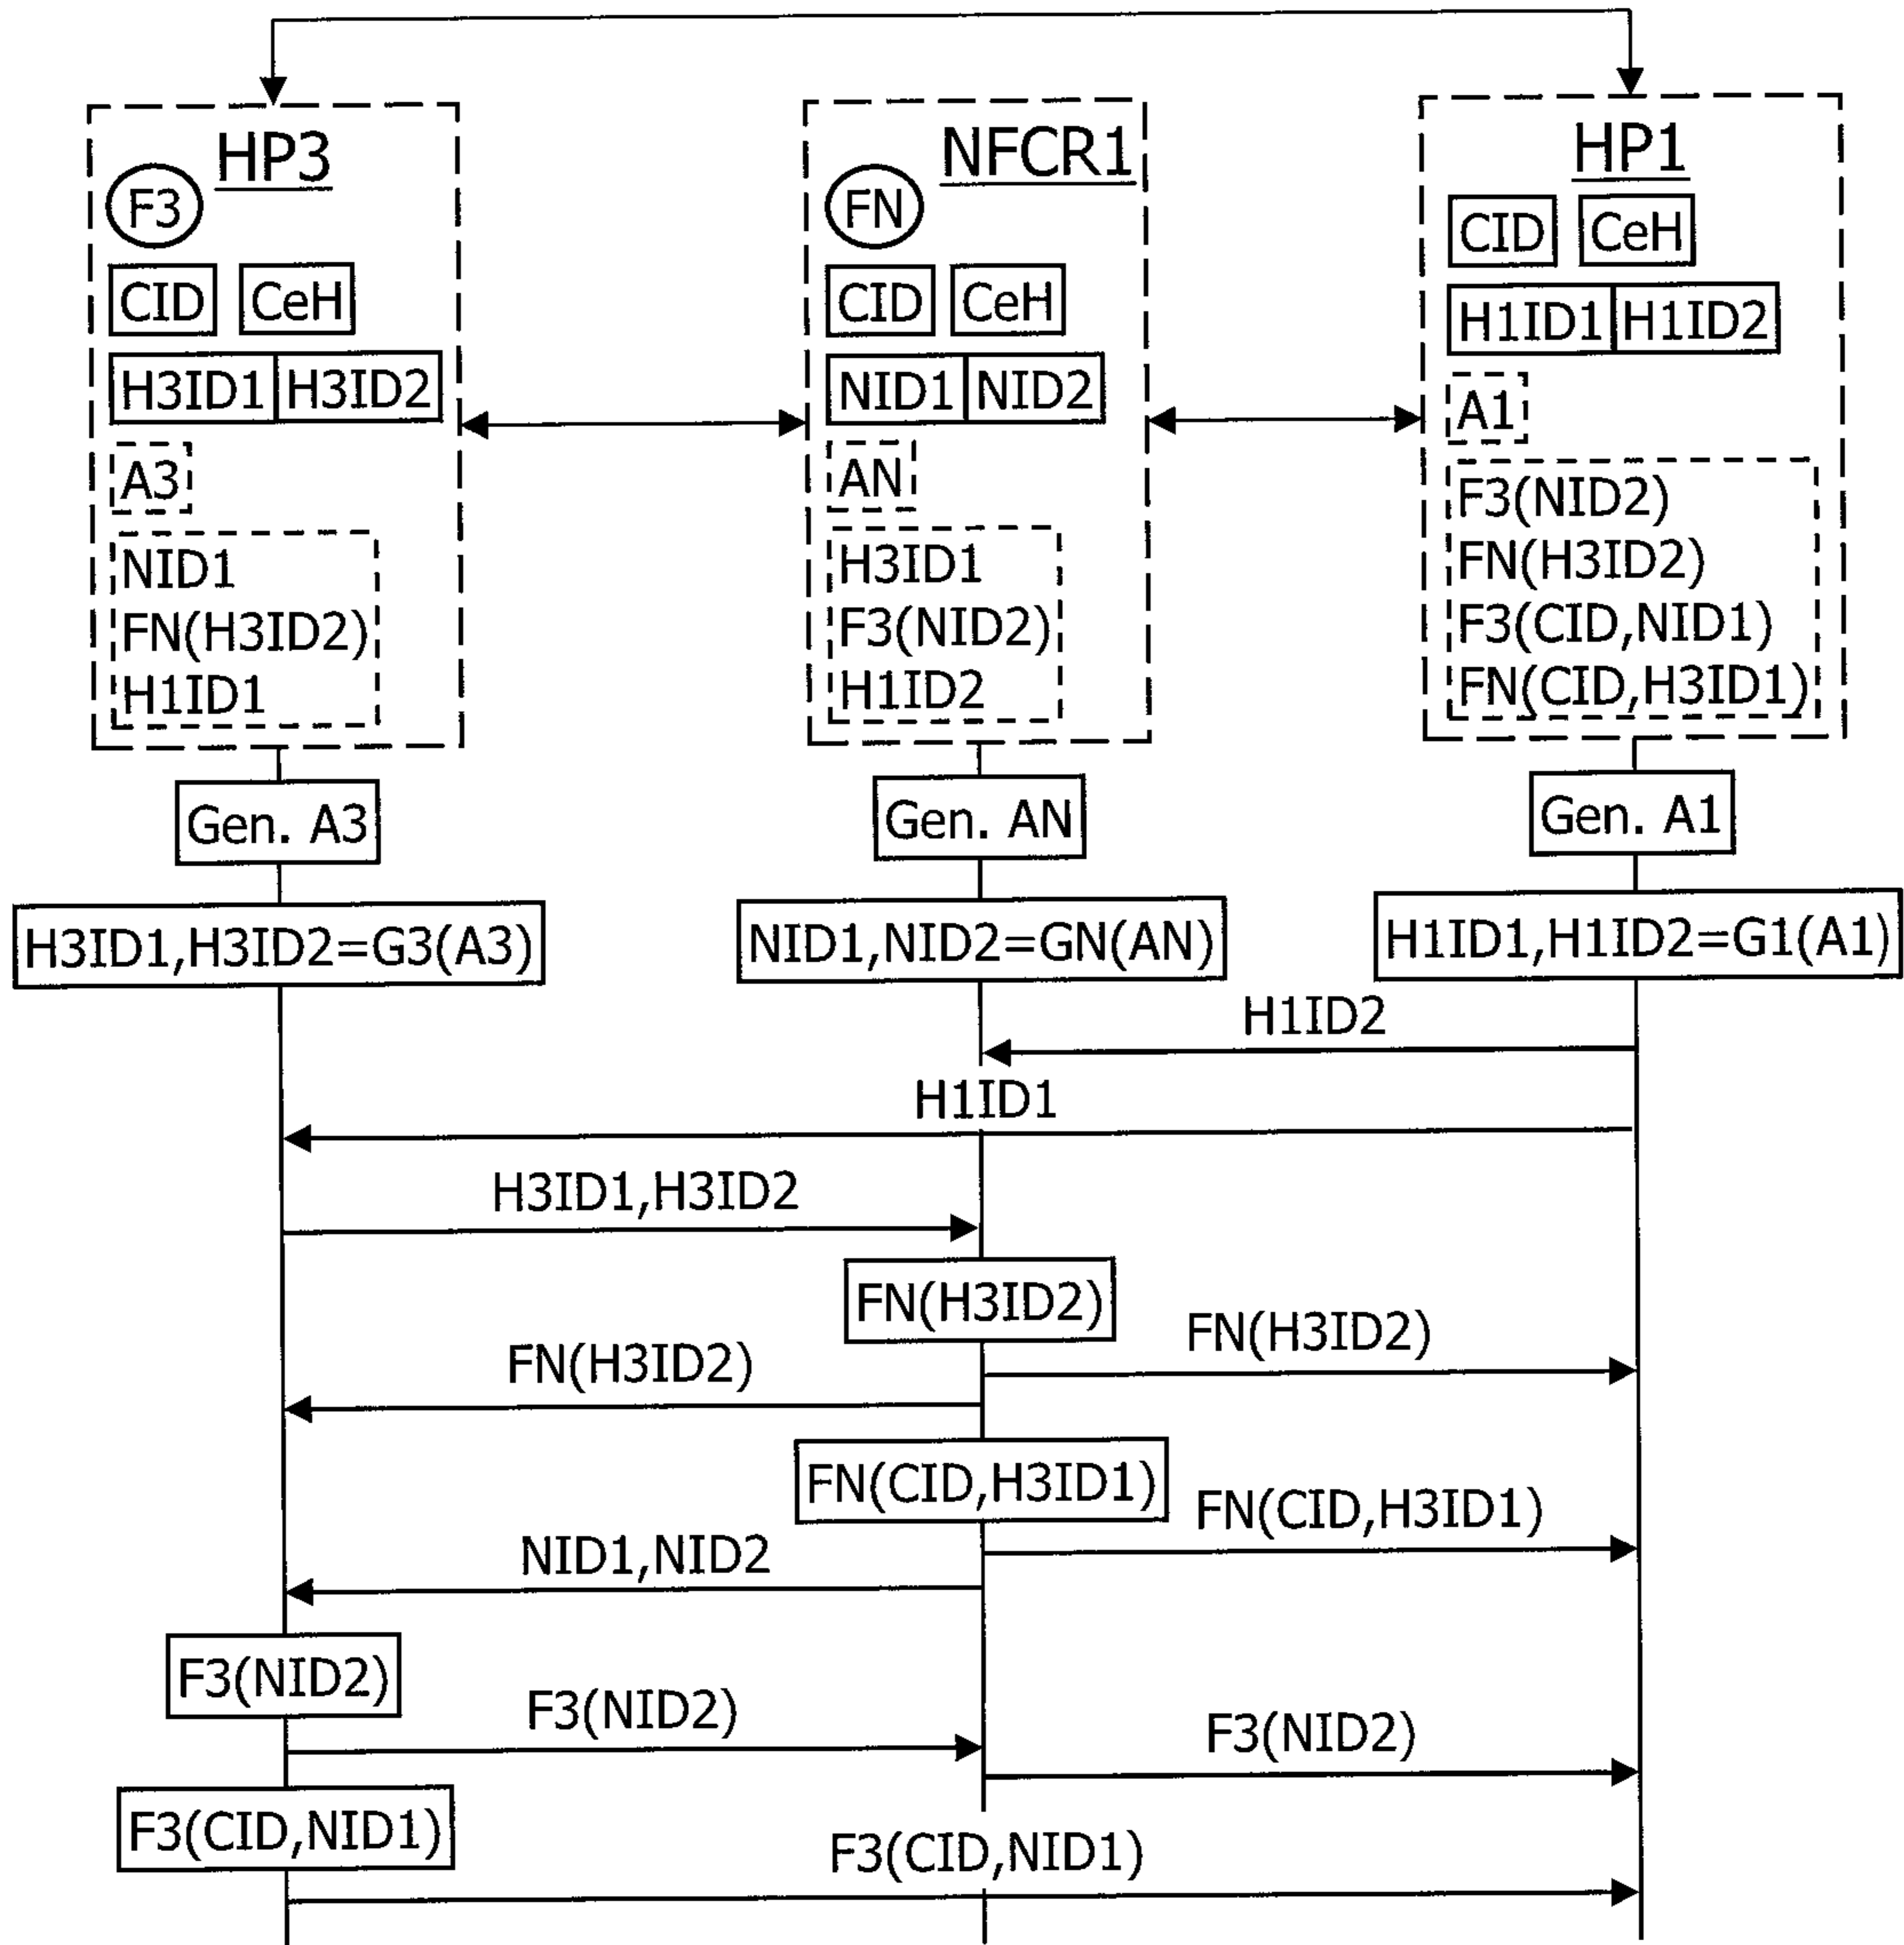 HP3
F3
CID CeH
H3ID1 H3ID2
A3
NID1
FN(H3ID2)
H1ID1
NFCR1
FN
CID CeH
NID1 NID2
AN
H3ID1
F3(NID2)
H1ID2
HP1
CID CeH
H1ID1 H1ID2
A1
F3(NID2)
FN(H3ID2)
F3(CID,NID1)
FN(CID,H3ID1)
Gen. A3
Gen. AN
Gen. A1
H3ID1,H3ID2=G3(A3)
NID1,NID2=GN(AN)
H1ID1,H1ID2=G1(A1)
H1ID2
H1ID1
H3ID1,H3ID2
FN(H3ID2)
FN(H3ID2)
FN(H3ID2)
FN(CID,H3ID1)
FN(CID,H3ID1)
NID1,NID2
F3(NID2)
F3(NID2)
F3(NID2)
F3(CID,NID1)
F3(CID,NID1)